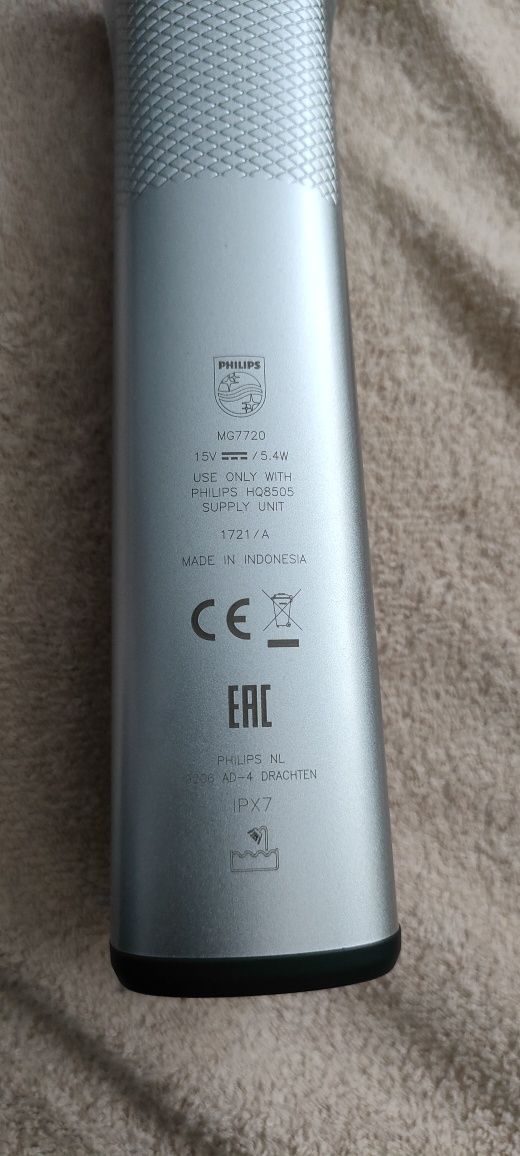 PHILIPS
MG7720
15V ⎓ / 5.4W
USE ONLY WITH
PHILIPS HQ8505
SUPPLY UNIT
1721/A
MADE IN INDONESIA
CE
EAC
PHILIPS NL
9206 AD-4 DRACHTEN
IPX7